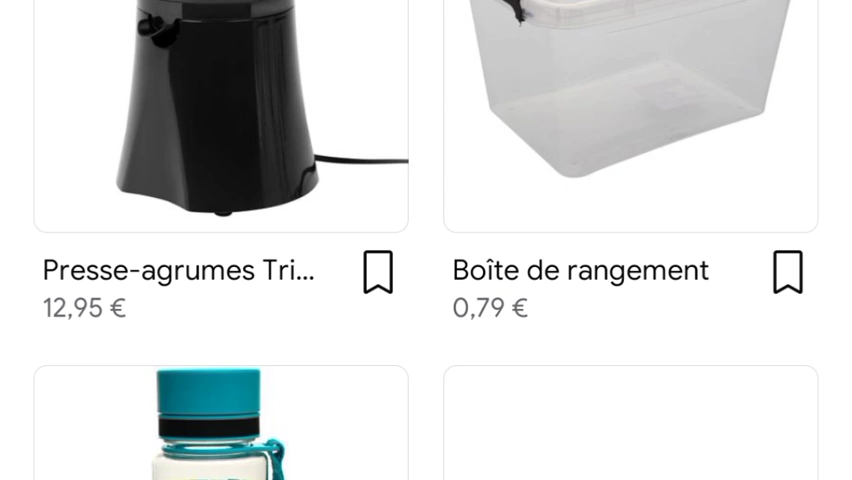 Presse-agrumes Tri...
12,95 €
Boîte de rangement
0,79 €